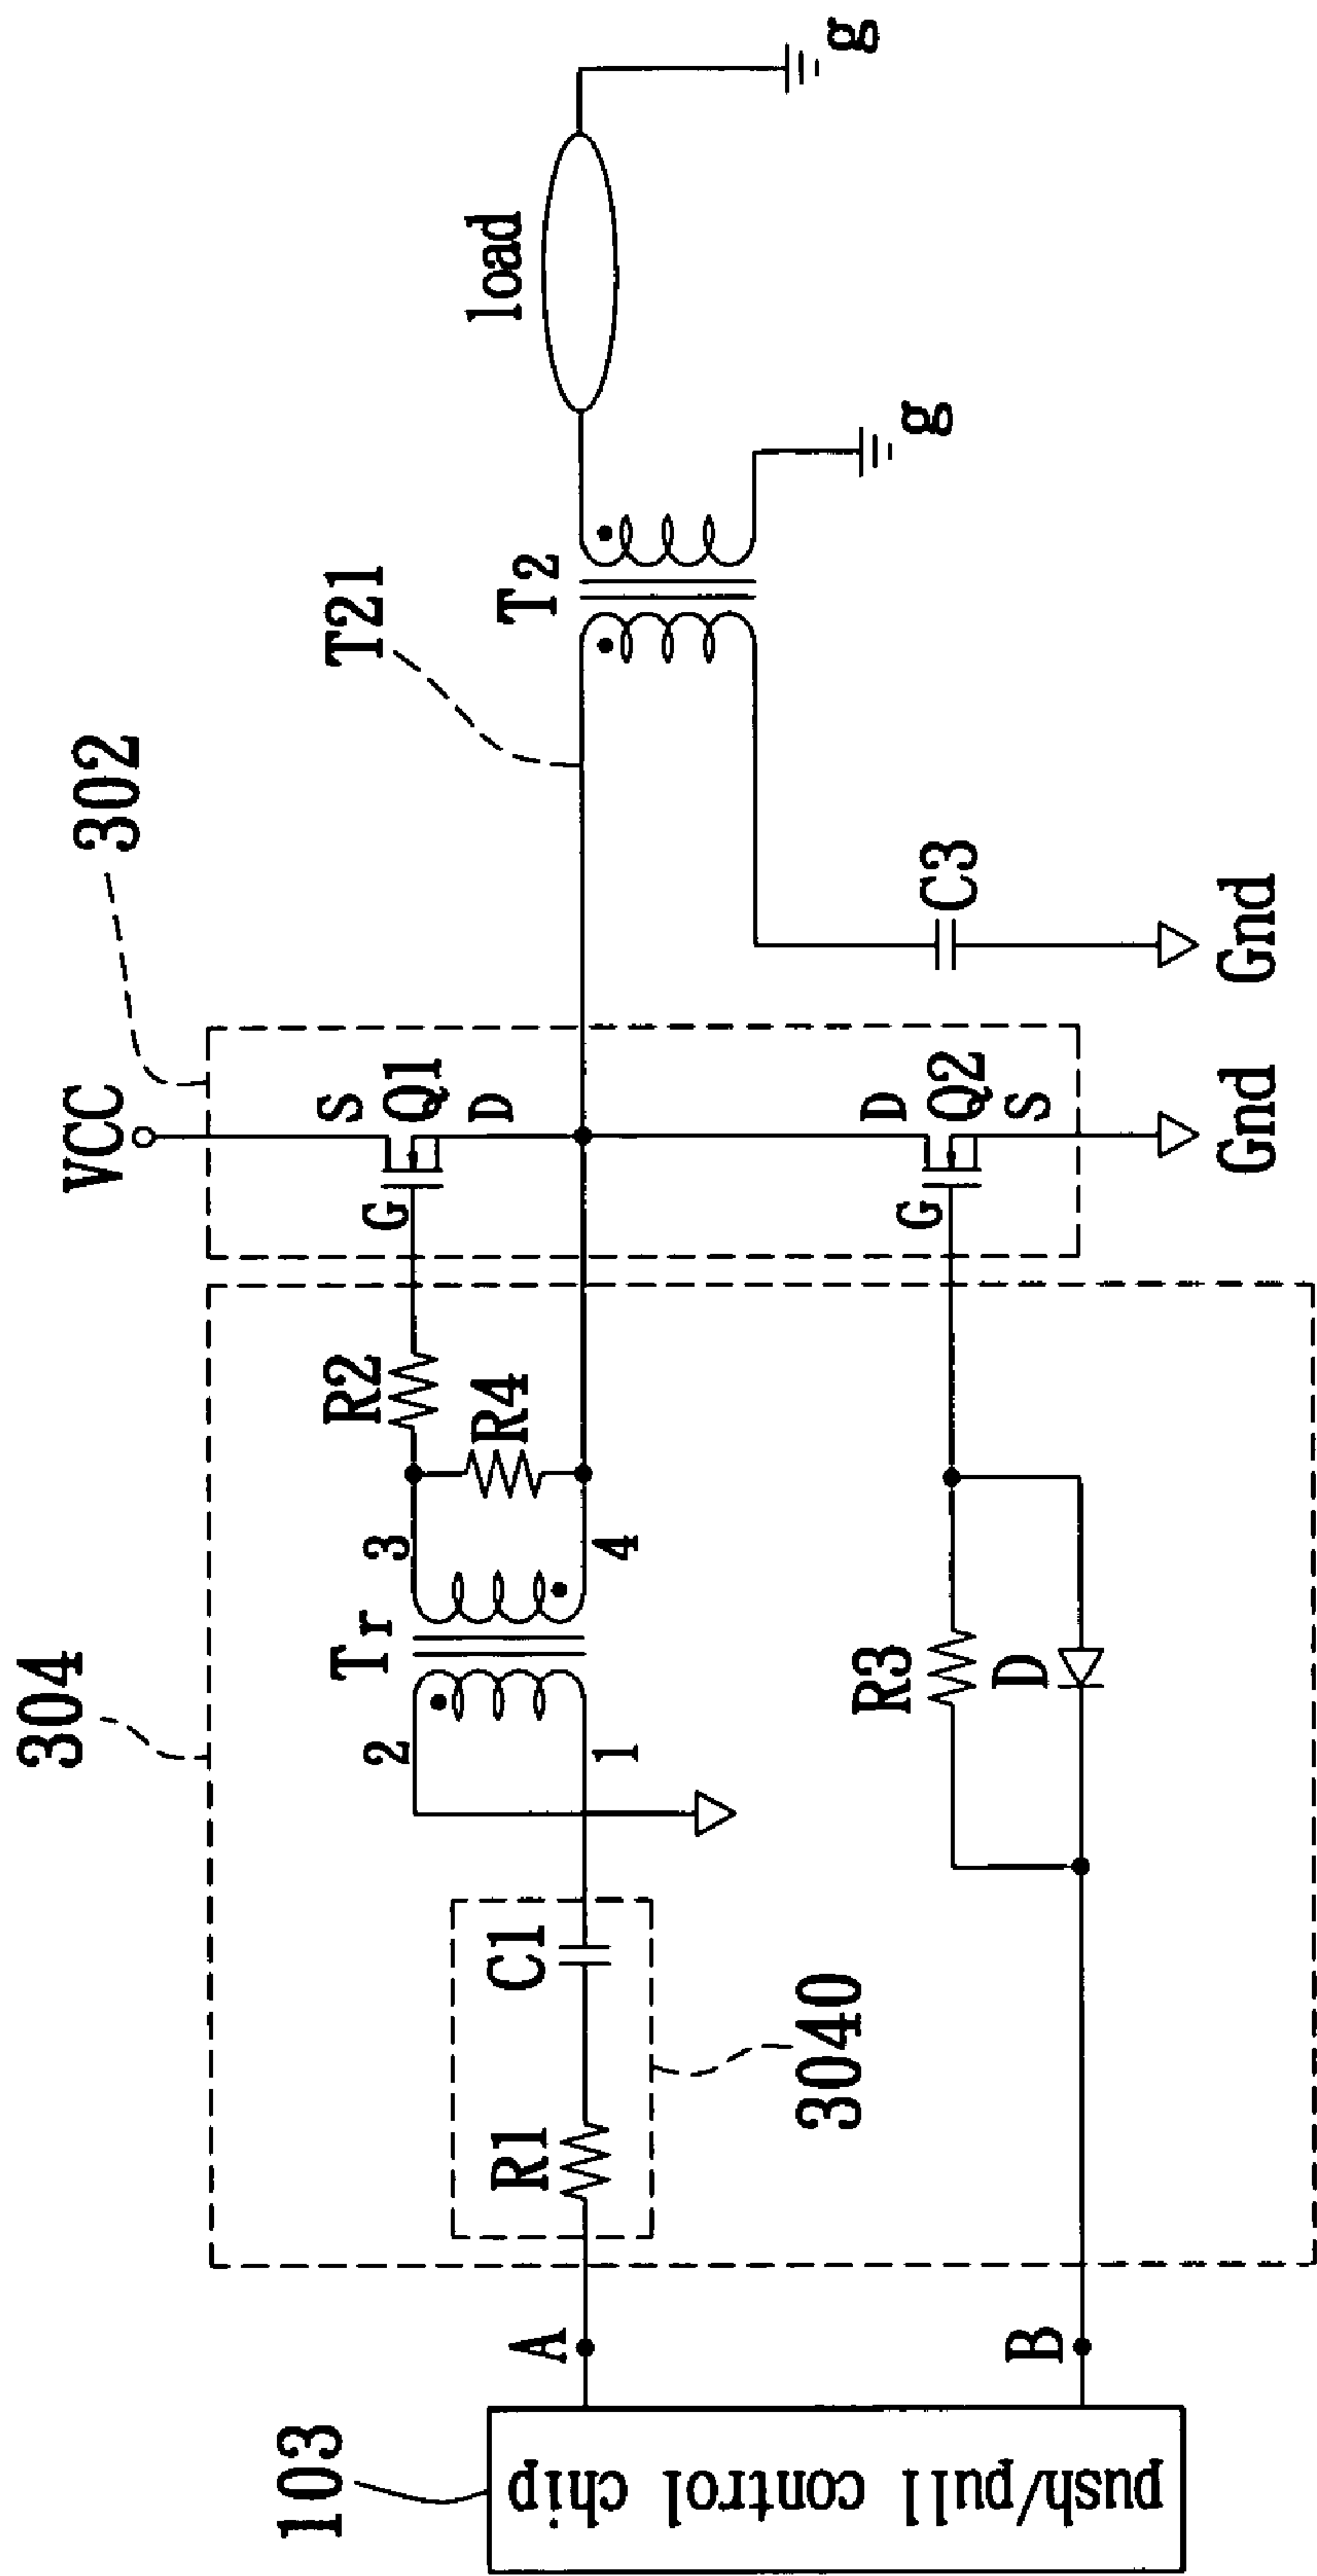 304
302
VCC
T21
103
A
R1
C1
3040
2
1
Tr
3
4
R2
R4
G
S
Q1
D
T2
load
g
g
B
R3
D
G
D
Q2
S
C3
Gnd
Gnd
push/pull control chip